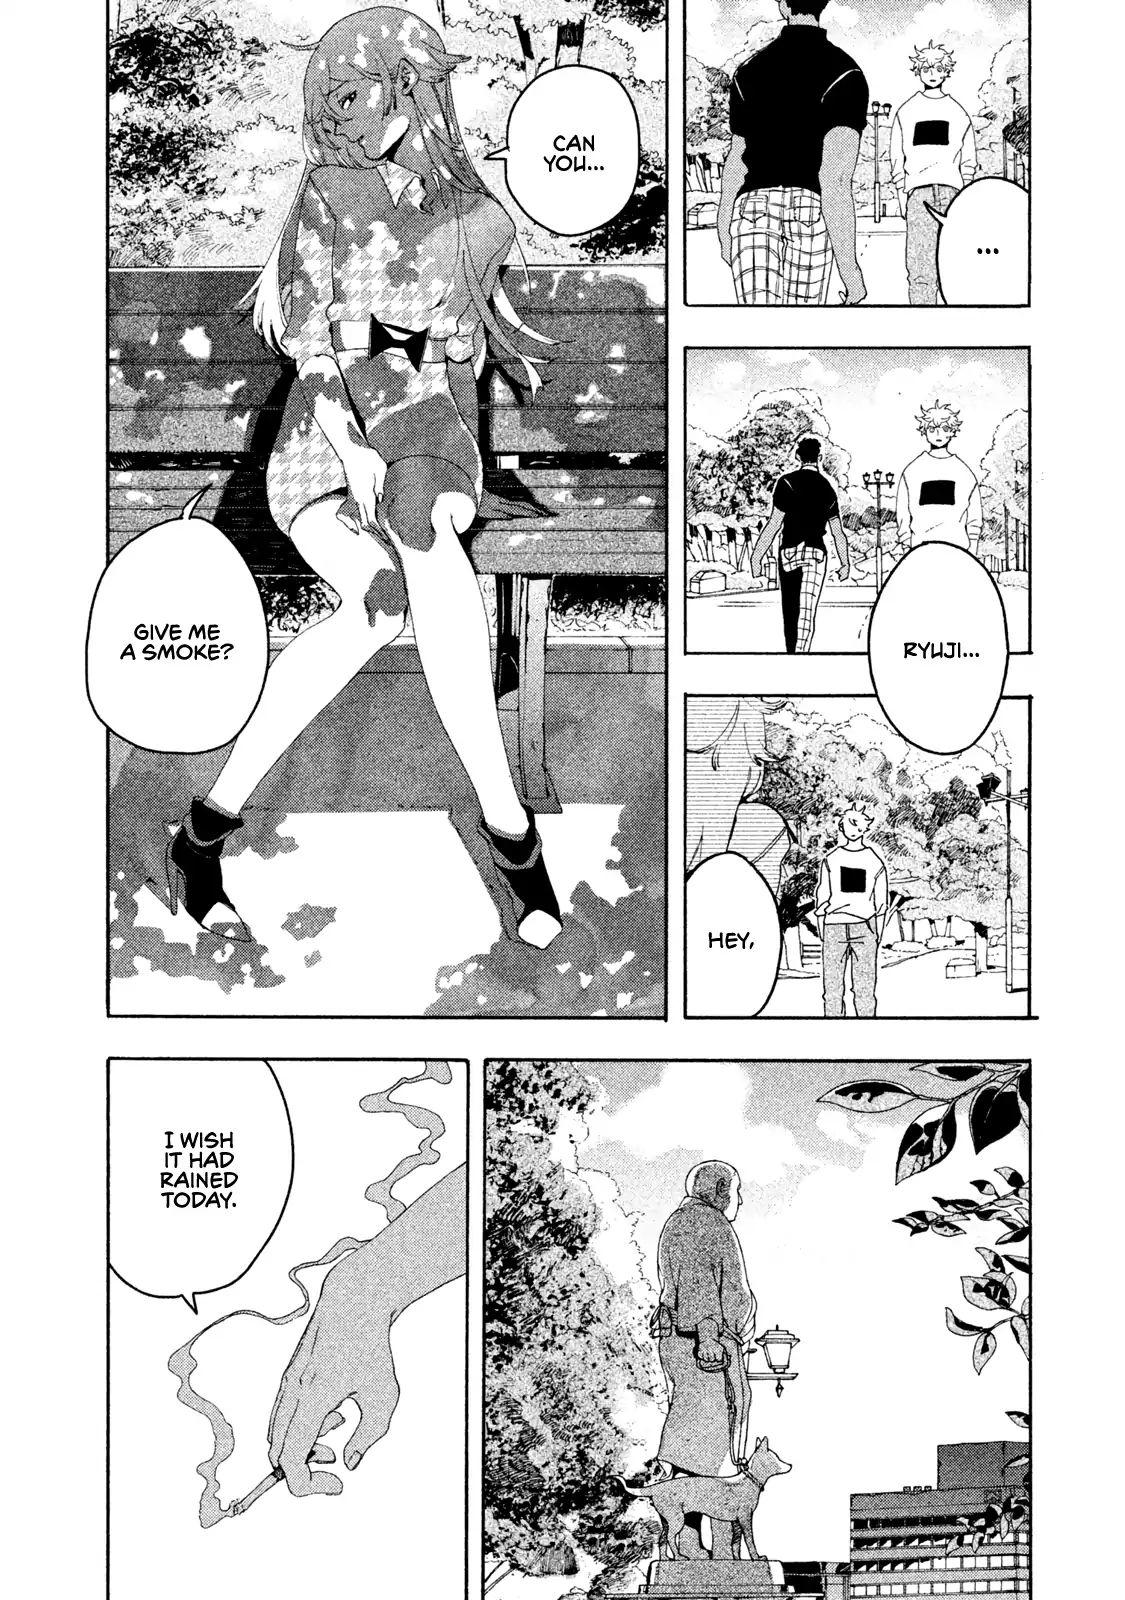 ...
RYUJI...
HEY,
CAN
YOU...
GIVE ME
A SMOKE?
I WISH
IT HAD
RAINED
TODAY.